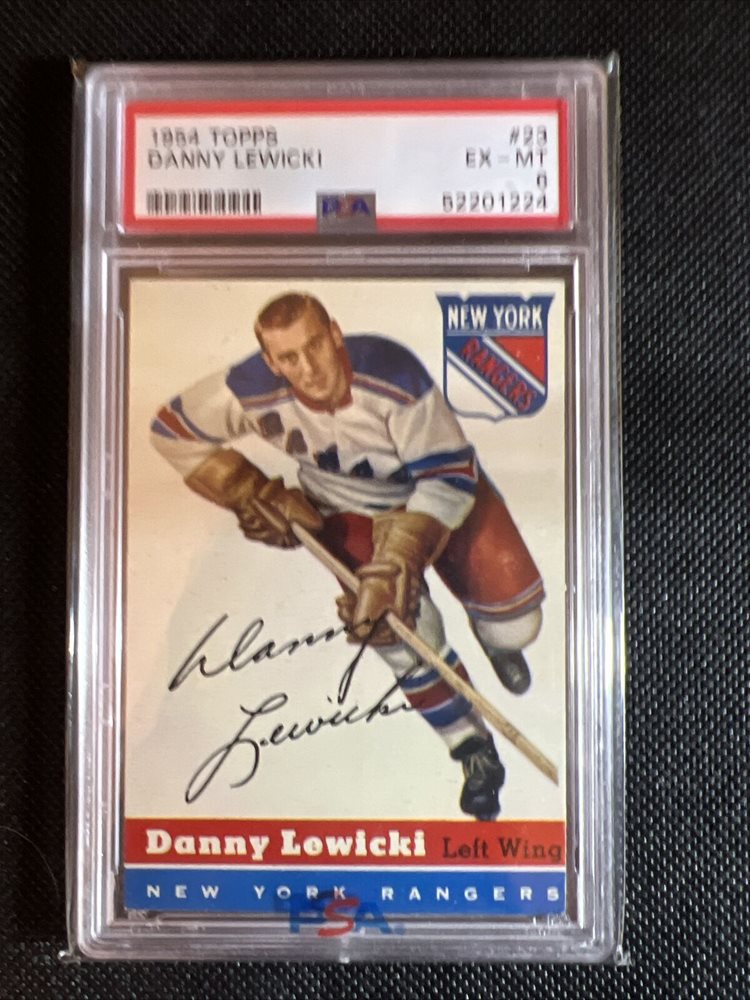 1954 TOPPS #23
DANNY LEWICKI EX - MT
6
PSA 52201224
NEW YORK
RANGERS
Danny
Lewicki
Danny Lewicki Left Wing
NEW YORK RANGERS
PSA